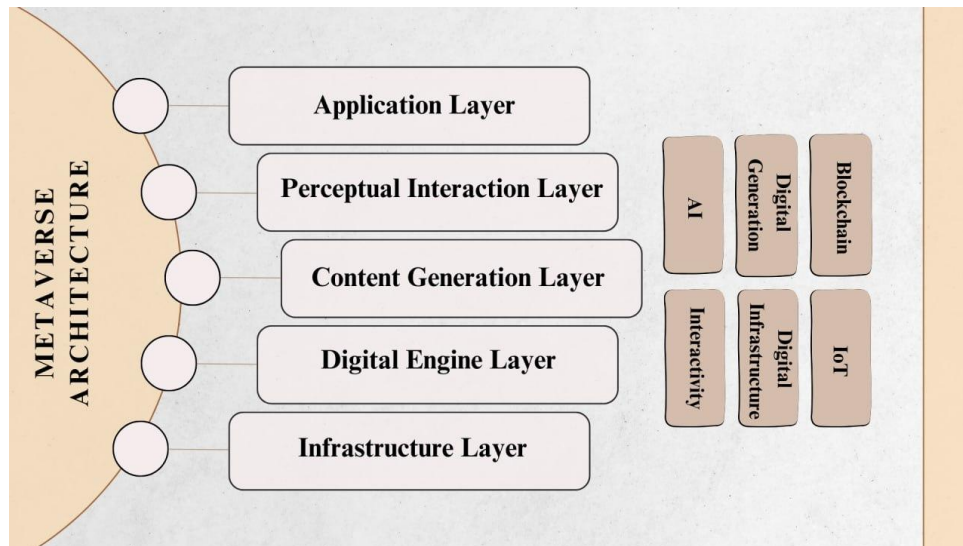 METAVERSE
ARCHITECTURE
Application Layer
Perceptual Interaction Layer
Content Generation Layer
Digital Engine Layer
Infrastructure Layer
AI
Digital
Generation
Blockchain
Interactivity
Digital
Infrastructure
IoT